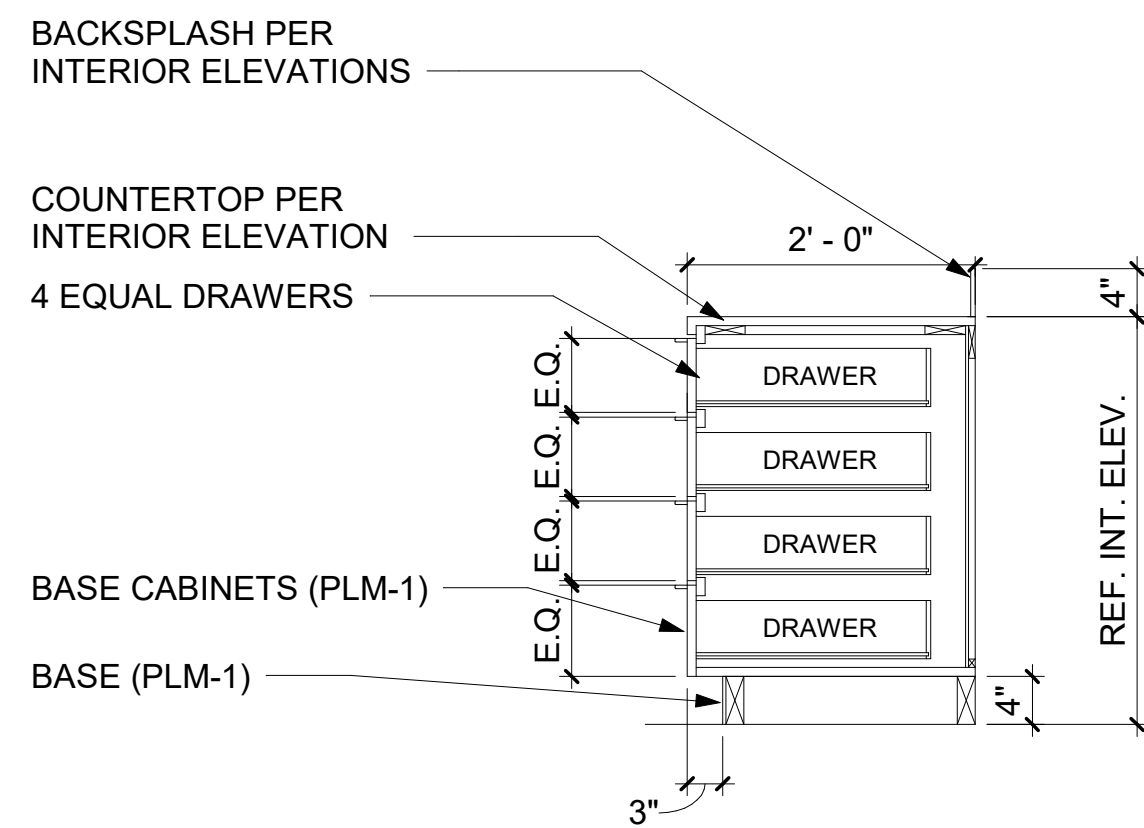 BACKSPLASH PER
INTERIOR ELEVATIONS
COUNTERTOP PER
INTERIOR ELEVATION
4 EQUAL DRAWERS
BASE CABINETS (PLM-1)
BASE (PLM-1)
2' - 0"
4"
E.Q.
E.Q.
E.Q.
E.Q.
DRAWER
DRAWER
DRAWER
DRAWER
REF. INT. ELEV.
4"
3"